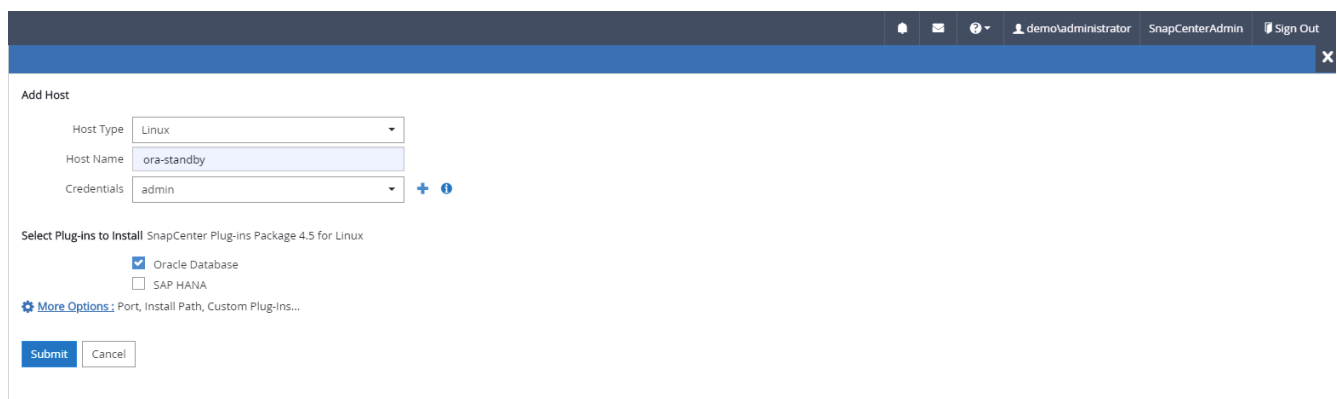 demo\administrator SnapCenterAdmin Sign Out
Add Host
Host Type Linux
Host Name ora-standby
Credentials admin
Select Plug-ins to Install SnapCenter Plug-ins Package 4.5 for Linux
Oracle Database
SAP HANA
More Options : Port, Install Path, Custom Plug-Ins...
Submit Cancel